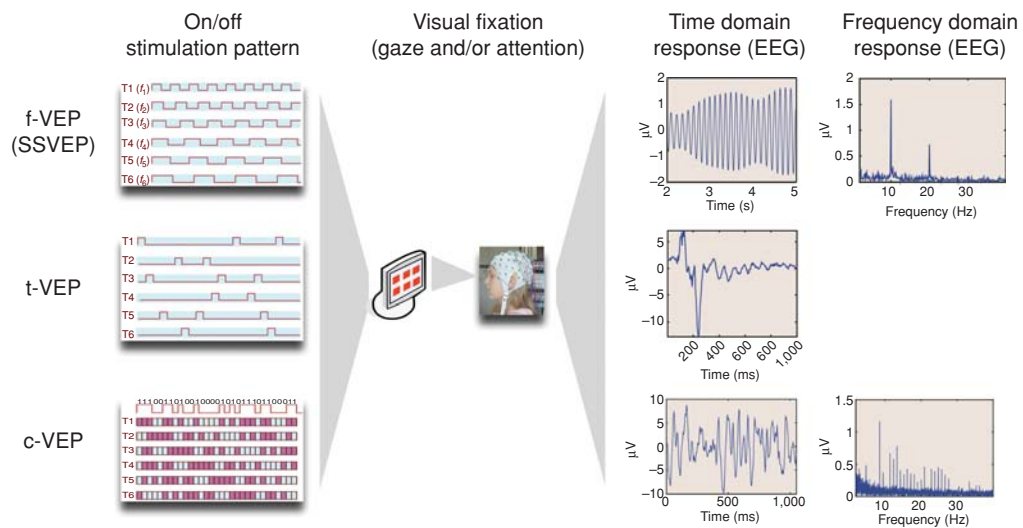 On/off
stimulation pattern
Visual fixation
(gaze and/or attention)
Time domain
response (EEG)
Frequency domain
response (EEG)
f-VEP
(SSVEP)
T1 (f1)
T2 (f2)
T3 (f3)
T4 (f4)
T5 (f5)
T6 (f6)
μV
2
1
0
−1
−2
2 3 4 5
Time (s)
μV
2
1.5
1
0.5
0
10 20 30
Frequency (Hz)
t-VEP
T1
T2
T3
T4
T5
T6
μV
5
0
−5
−10
200 400 600 800 1,000
Time (ms)
c-VEP
T1
T2
T3
T4
T5
T6
μV
10
5
0
−5
−10
0 500 1,000
Time (ms)
μV
1.5
1
0.5
0
10 20 30
Frequency (Hz)